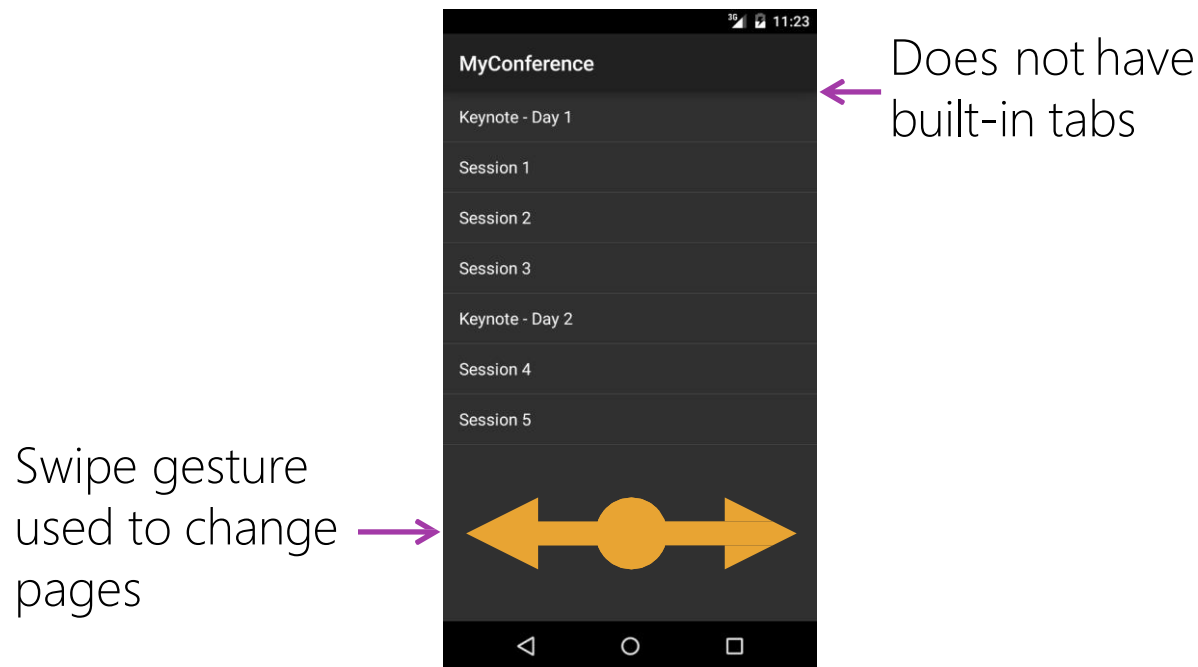 3G 11:23
MyConference
Does not have
built-in tabs
Keynote - Day 1
Session 1
Session 2
Session 3
Keynote - Day 2
Session 4
Session 5
Swipe gesture
used to change
pages